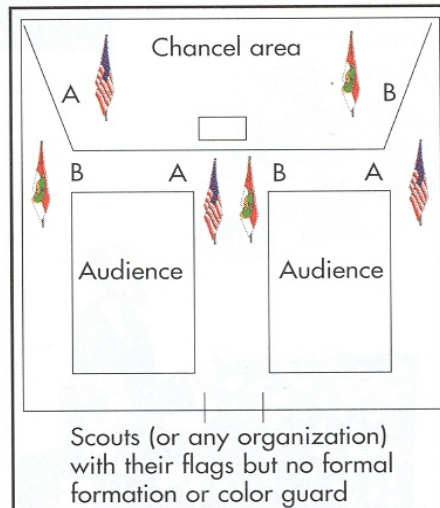 Chancel area
A
B
B
A
B
A
Audience
Audience
Scouts (or any organization)
with their flags but no formal
formation or color guard